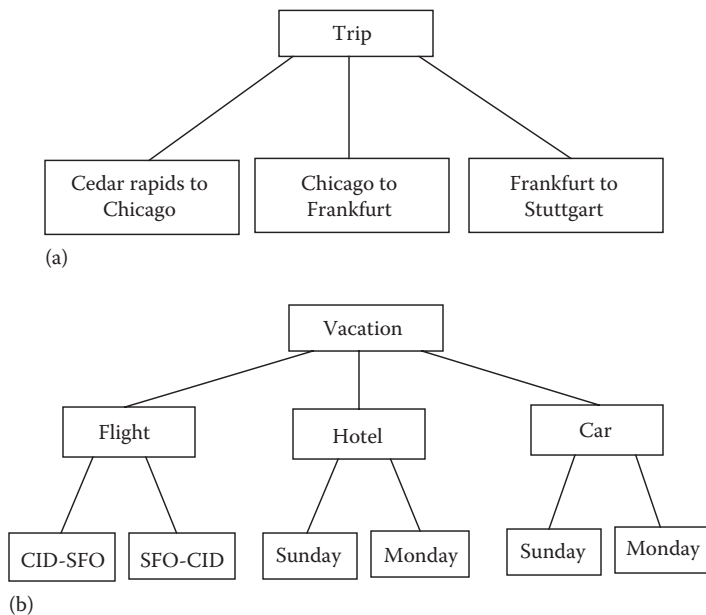 Trip
Cedar rapids to
Chicago
Chicago to
Frankfurt
Frankfurt to
Stuttgart
(a)
Vacation
Flight
Hotel
Car
CID-SFO
SFO-CID
Sunday
Monday
Sunday
Monday
(b)